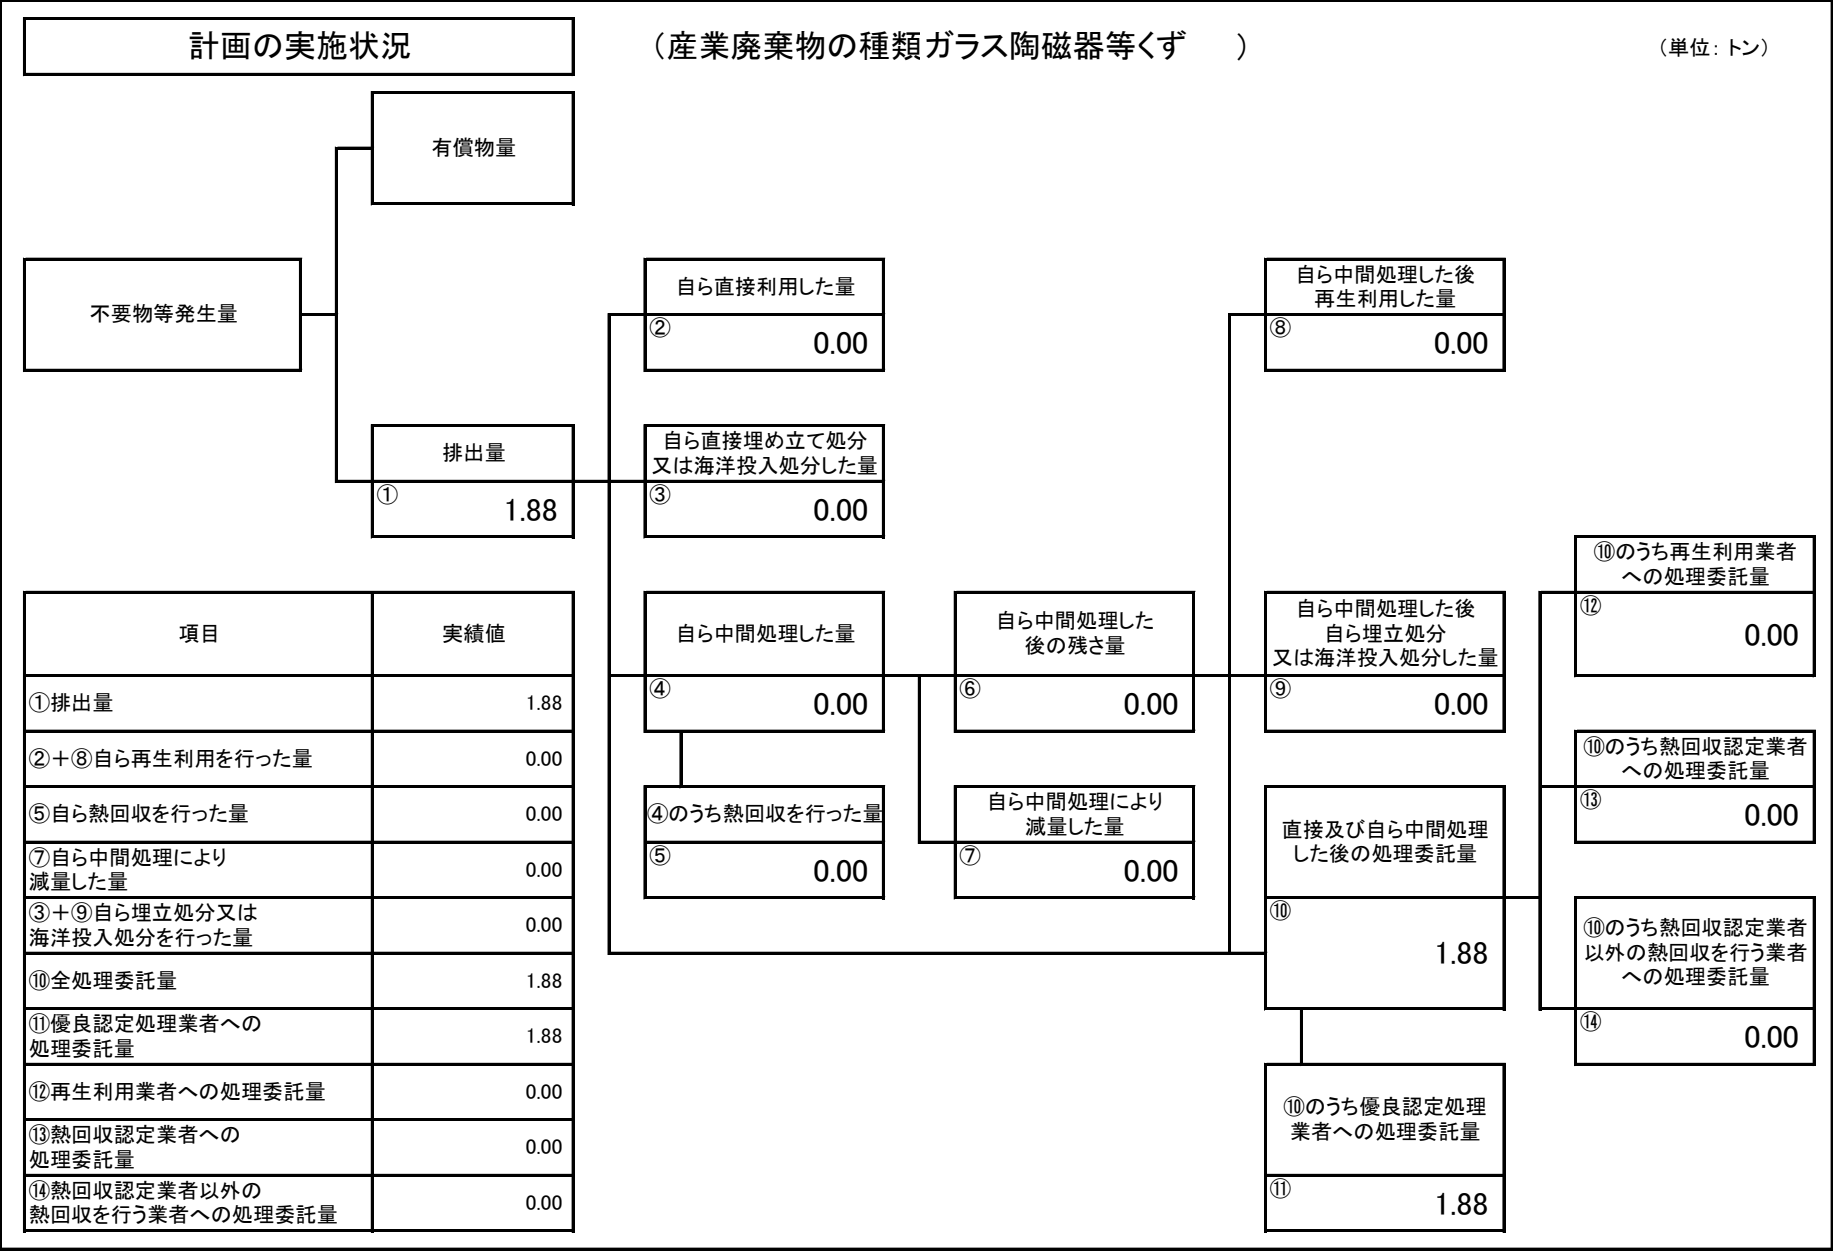 計画の実施状況
（産業廃棄物の種類ガラス陶磁器等くず　　）
（単位：トン）
有償物量
不要物等発生量
自ら直接利用した量
②
0.00
自ら中間処理した後
再生利用した量
⑧
0.00
排出量
①
1.88
自ら直接埋め立て処分
又は海洋投入処分した量
③
0.00
⑩のうち再生利用業者
への処理委託量
⑫
0.00
自ら中間処理した量
④
0.00
自ら中間処理した
後の残さ量
⑥
0.00
自ら中間処理した後
自ら埋立処分
又は海洋投入処分した量
⑨
0.00
⑩のうち熱回収認定業者
への処理委託量
⑬
0.00
④のうち熱回収を行った量
⑤
0.00
自ら中間処理により
減量した量
⑦
0.00
直接及び自ら中間処理
した後の処理委託量
⑩
1.88
⑩のうち熱回収認定業者
以外の熱回収を行う業者
への処理委託量
⑭
0.00
⑩のうち優良認定処理
業者への処理委託量
⑪
1.88
項目 実績値
①排出量 1.88
②＋⑧自ら再生利用を行った量 0.00
⑤自ら熱回収を行った量 0.00
⑦自ら中間処理により
減量した量 0.00
③＋⑨自ら埋立処分又は
海洋投入処分を行った量 0.00
⑩全処理委託量 1.88
⑪優良認定処理業者への
処理委託量 1.88
⑫再生利用業者への処理委託量 0.00
⑬熱回収認定業者への
処理委託量 0.00
⑭熱回収認定業者以外の
熱回収を行う業者への処理委託量 0.00